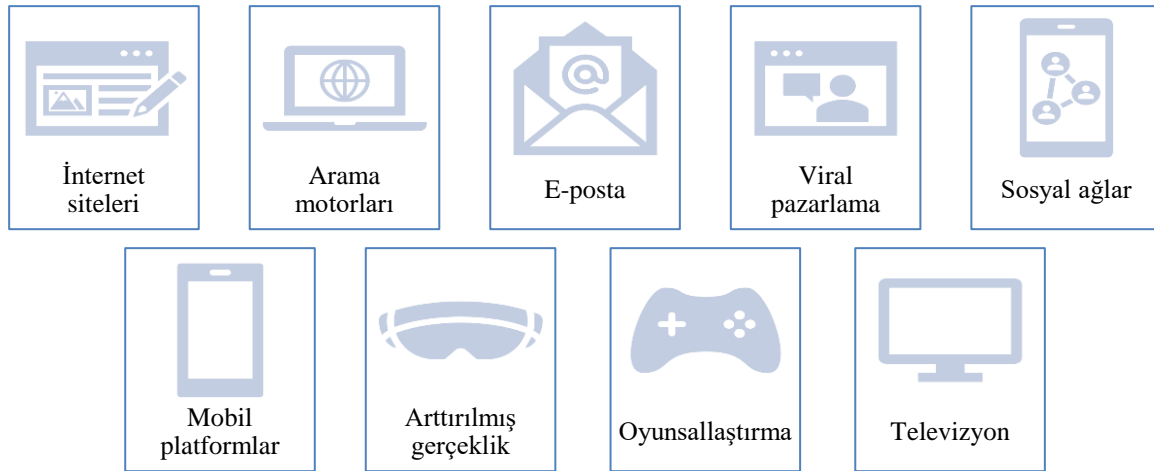 İnternet
siteleri
Arama
motorları
E-posta
Viral
pazarlama
Sosyal ağlar
Mobil
platformlar
Arttırılmış
gerçeklik
Oyunsallaştırma
Televizyon